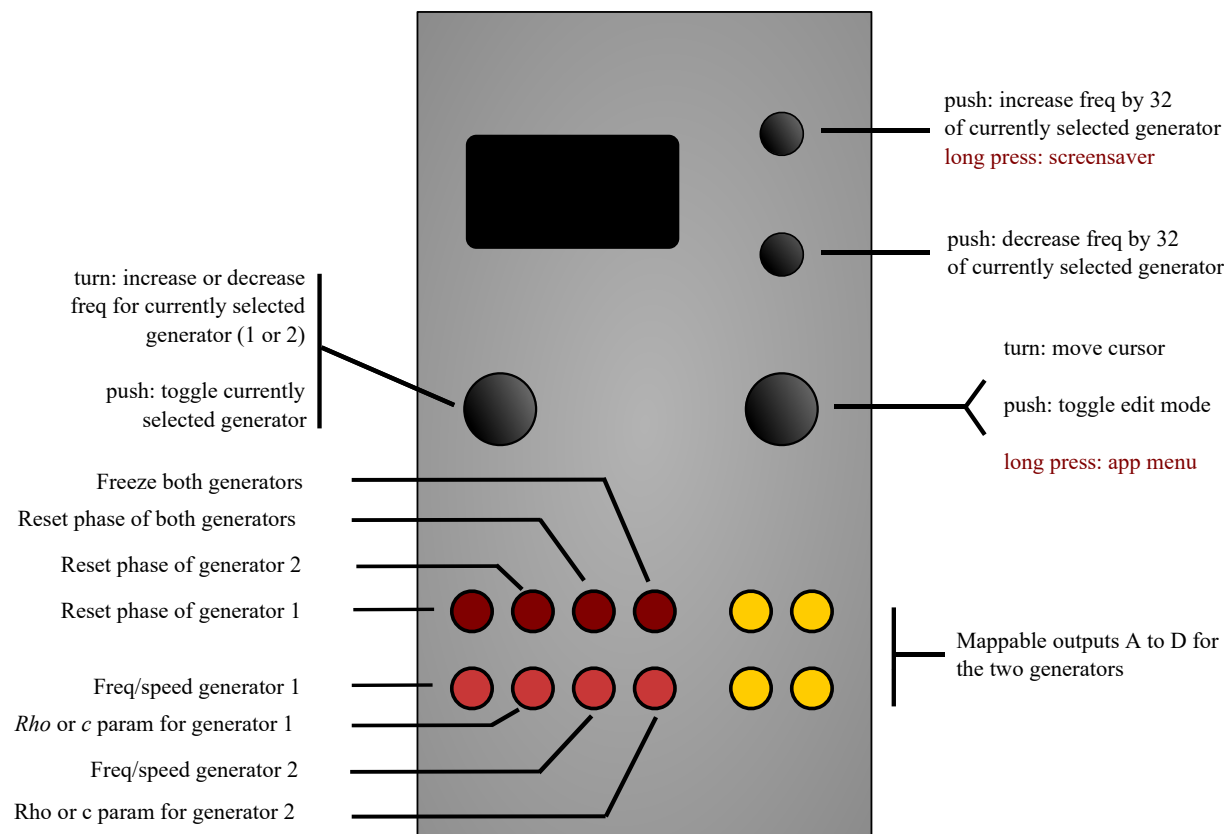 push: increase freq by 32
of currently selected generator
long press: screensaver
push: decrease freq by 32
of currently selected generator
turn: increase or decrease
freq for currently selected
generator (1 or 2)
push: toggle currently
selected generator
turn: move cursor
push: toggle edit mode
long press: app menu
Freeze both generators
Reset phase of both generators
Reset phase of generator 2
Reset phase of generator 1
Freq/speed generator 1
Rho or c param for generator 1
Freq/speed generator 2
Rho or c param for generator 2
Mappable outputs A to D for
the two generators